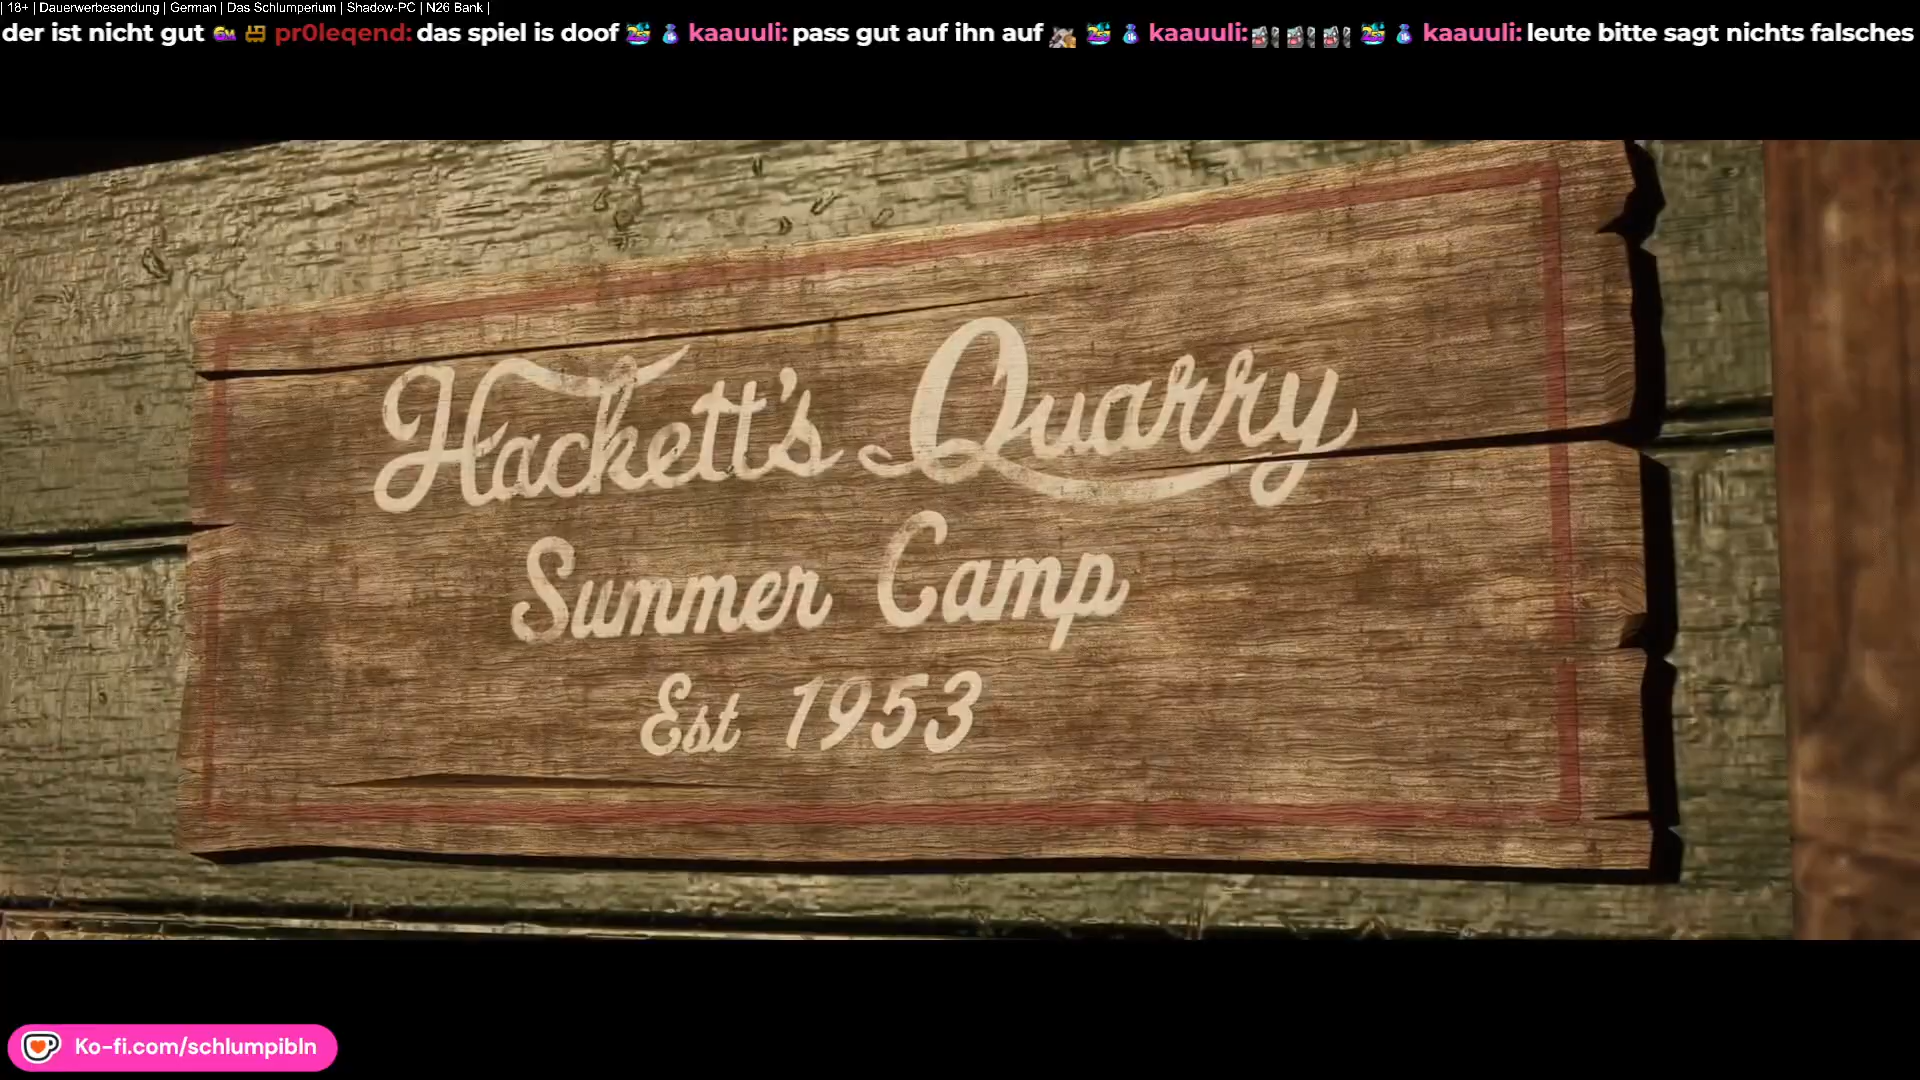 | 18+ | Dauerwerbesendung | German | Das Schlumperium | Shadow-PC | N26 Bank |
der ist nicht gut 6M pr0leqend: das spiel is doof kaauuli: pass gut auf ihn auf kaauuli: kaauuli: leute bitte sagt nichts falsches
Hackett's Quarry
Summer Camp
Est 1953
Ko-fi.com/schlumpibln